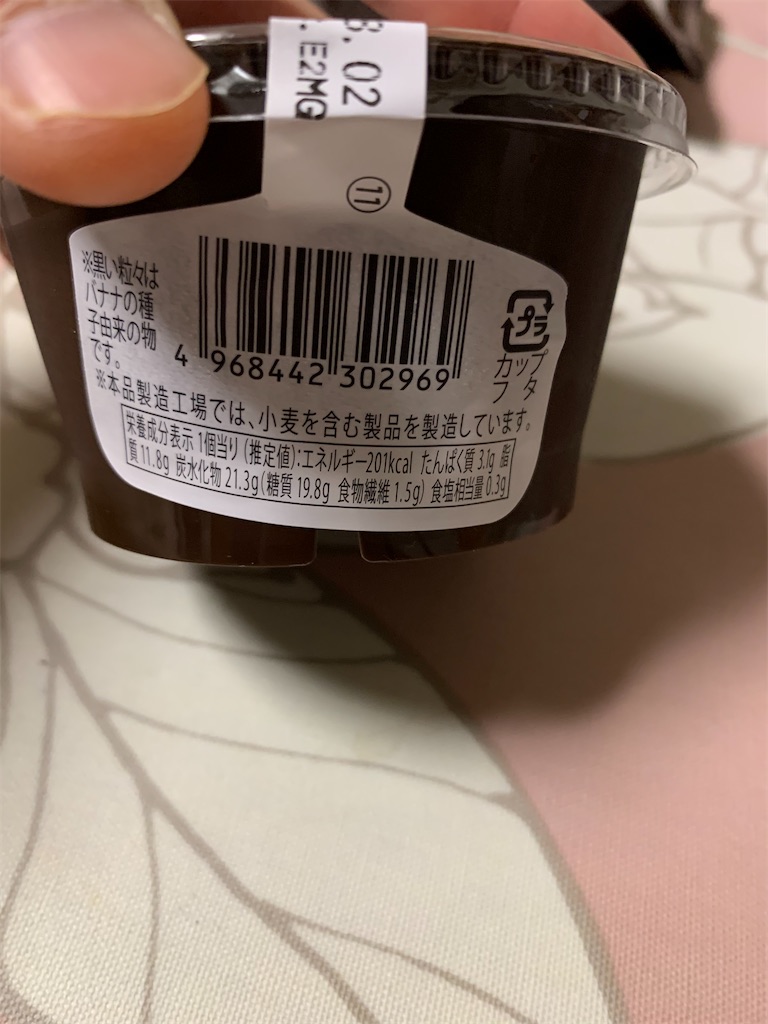 8.02
E2MG
⑪
※黒い粒々は
バナナの種
子由来の物
です。
4 968442 302969
プラ
カップ
フタ
※本品製造工場では、小麦を含む製品を製造しています。
栄養成分表示 1個当り (推定値):エネルギー201kcal たんぱく質 3.1g 脂
質 11.8g 炭水化物 21.3g(糖質 19.8g 食物繊維 1.5g) 食塩相当量 0.3g